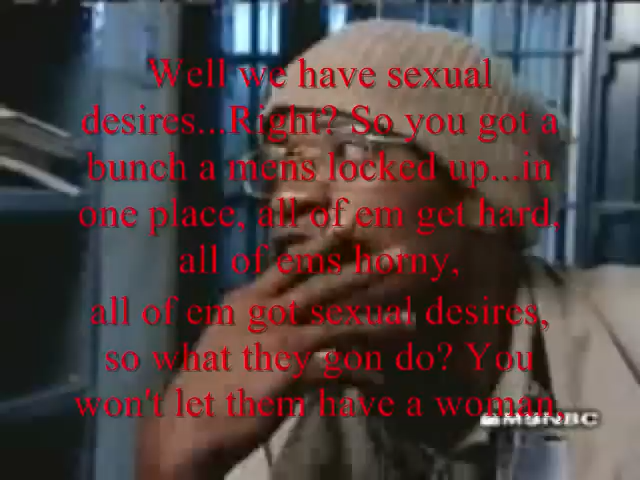 Well we have sexual
desires...Right? So you got a
bunch a mens locked up...in
one place, all of em get hard,
all of ems horny,
all of em got sexual desires,
so what they gon do? You
won't let them have a woman.
MSNBC